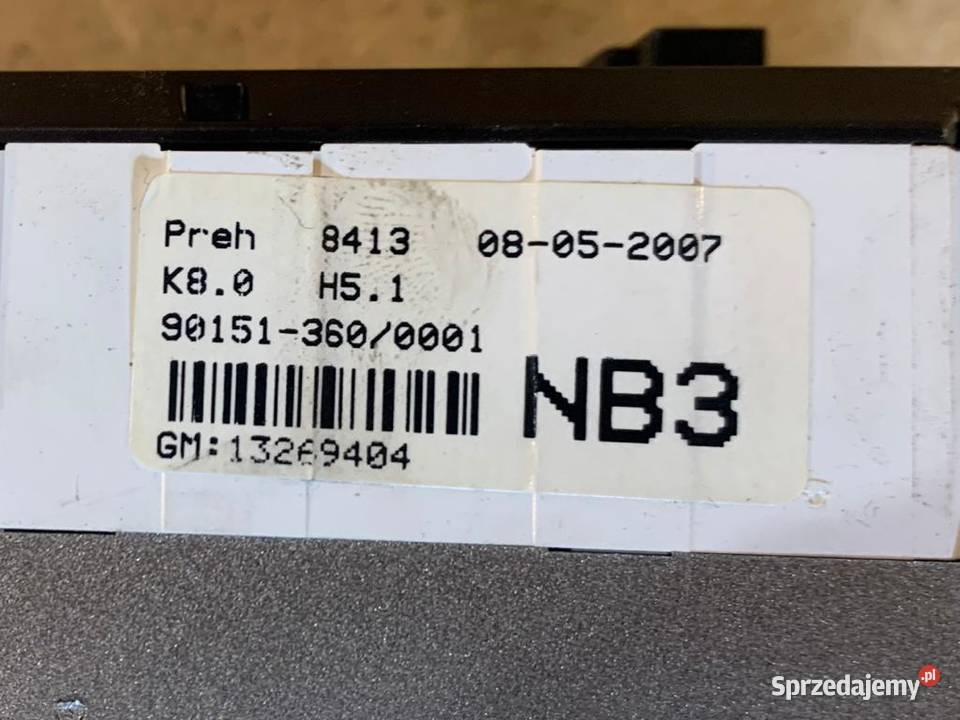 Preh 8413 08-05-2007
K8.0 H5.1
90151-360/0001
NB3
GM:13269404
Sprzedajemy.pl